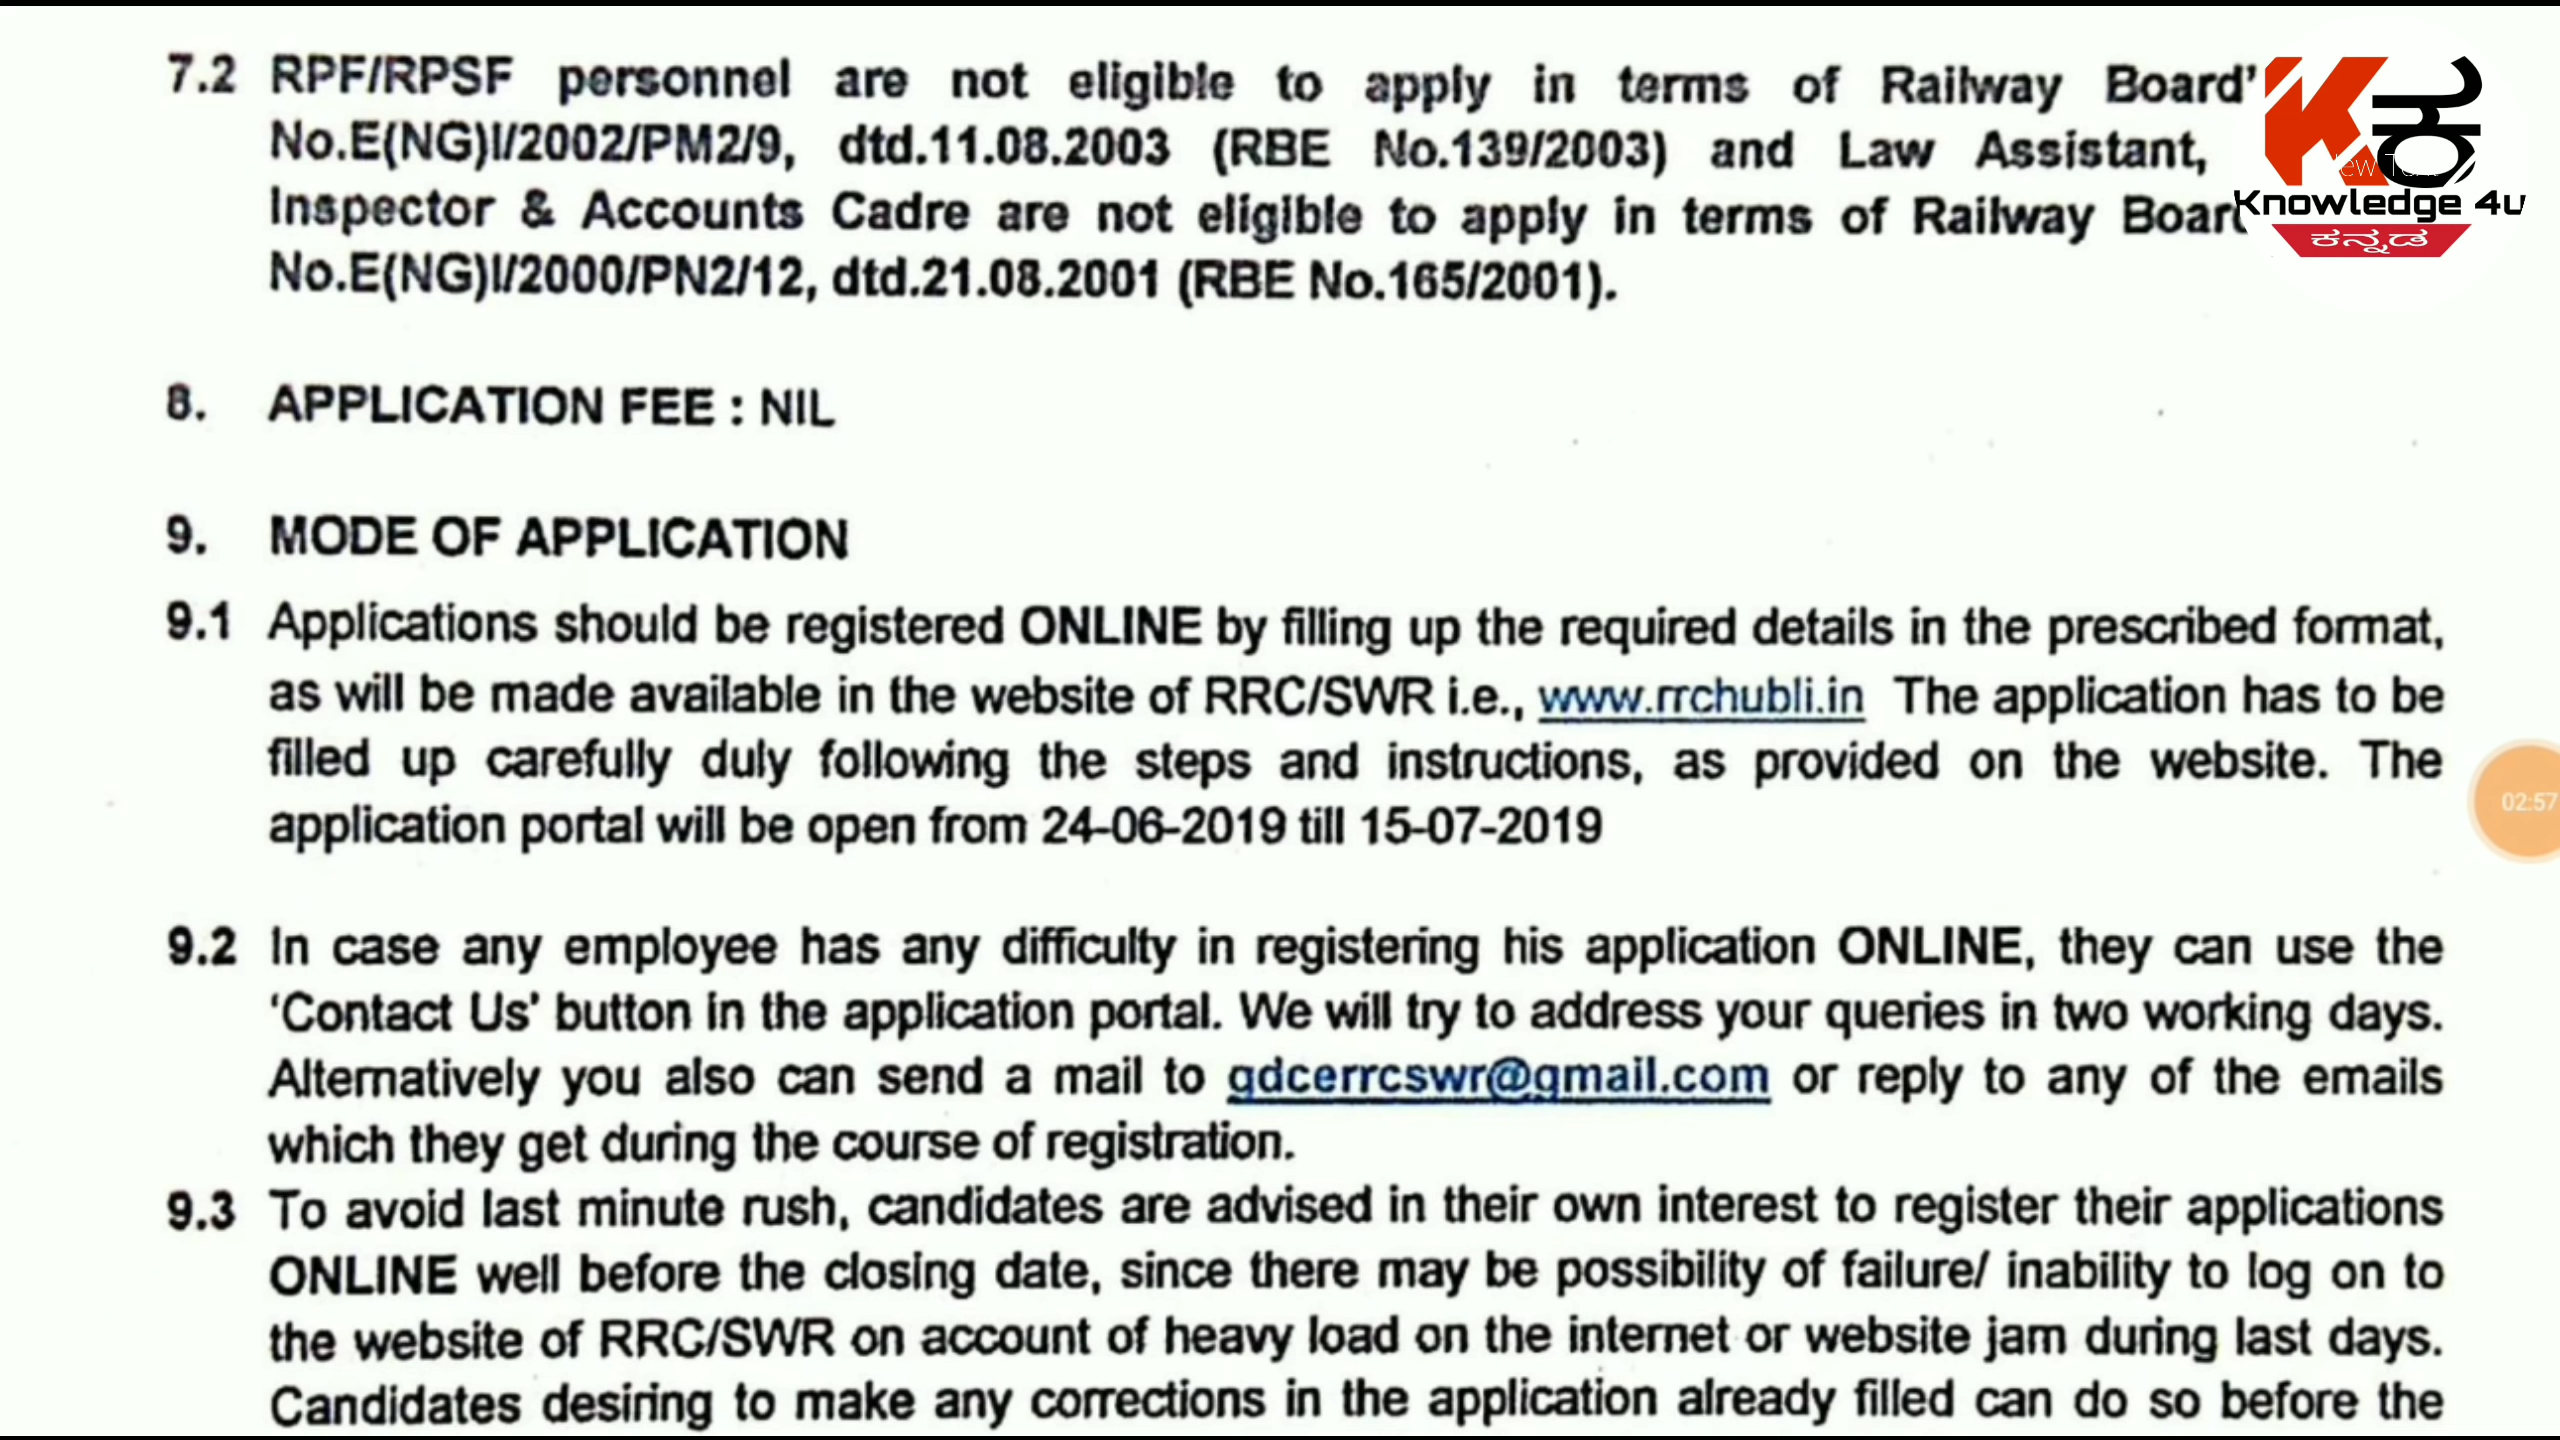 7.2 RPF/RPSF personnel are not eligible to apply in terms of Railway Board'
No.E(NG)I/2002/PM2/9, dtd.11.08.2003 (RBE No.139/2003) and Law Assistant,
Inspector & Accounts Cadre are not eligible to apply in terms of Railway Board
No.E(NG)I/2000/PN2/12, dtd.21.08.2001 (RBE No.165/2001).
Knowledge 4u
ಕನ್ನಡ
8. APPLICATION FEE : NIL
9. MODE OF APPLICATION
9.1 Applications should be registered ONLINE by filling up the required details in the prescribed format,
as will be made available in the website of RRC/SWR i.e., www.rrchubli.in The application has to be
filled up carefully duly following the steps and instructions, as provided on the website. The
application portal will be open from 24-06-2019 till 15-07-2019
02:57
9.2 In case any employee has any difficulty in registering his application ONLINE, they can use the
'Contact Us' button in the application portal. We will try to address your queries in two working days.
Alternatively you also can send a mail to gdcerrcswr@gmail.com or reply to any of the emails
which they get during the course of registration.
9.3 To avoid last minute rush, candidates are advised in their own interest to register their applications
ONLINE well before the closing date, since there may be possibility of failure/ inability to log on to
the website of RRC/SWR on account of heavy load on the internet or website jam during last days.
Candidates desiring to make any corrections in the application already filled can do so before the